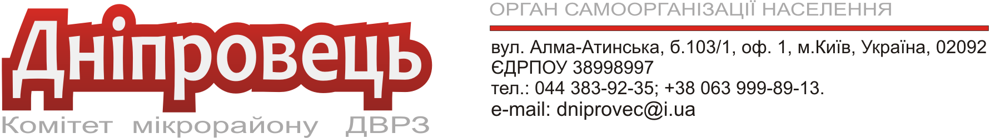 Дніпровець
Комітет мікрорайону ДВРЗ
ОРГАН САМООРГАНІЗАЦІЇ НАСЕЛЕННЯ
вул. Алма-Атинська, б.103/1, оф. 1, м.Київ, Україна, 02092
ЄДРПОУ 38998997
тел.: 044 383-92-35; +38 063 999-89-13.
e-mail: dniprovec@i.ua